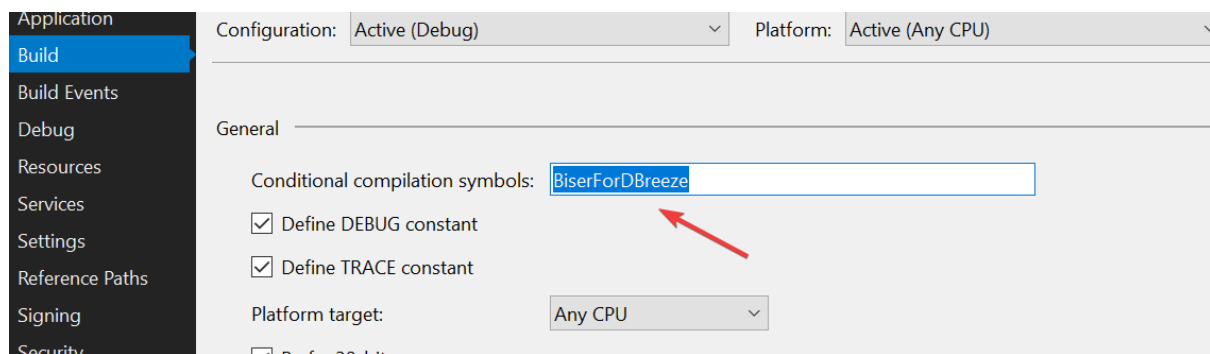 Application
Build
Build Events
Debug
Resources
Services
Settings
Reference Paths
Signing
Security
Configuration: Active (Debug) Platform: Active (Any CPU)
General
Conditional compilation symbols: BiserForDBreeze
Define DEBUG constant
Define TRACE constant
Platform target: Any CPU